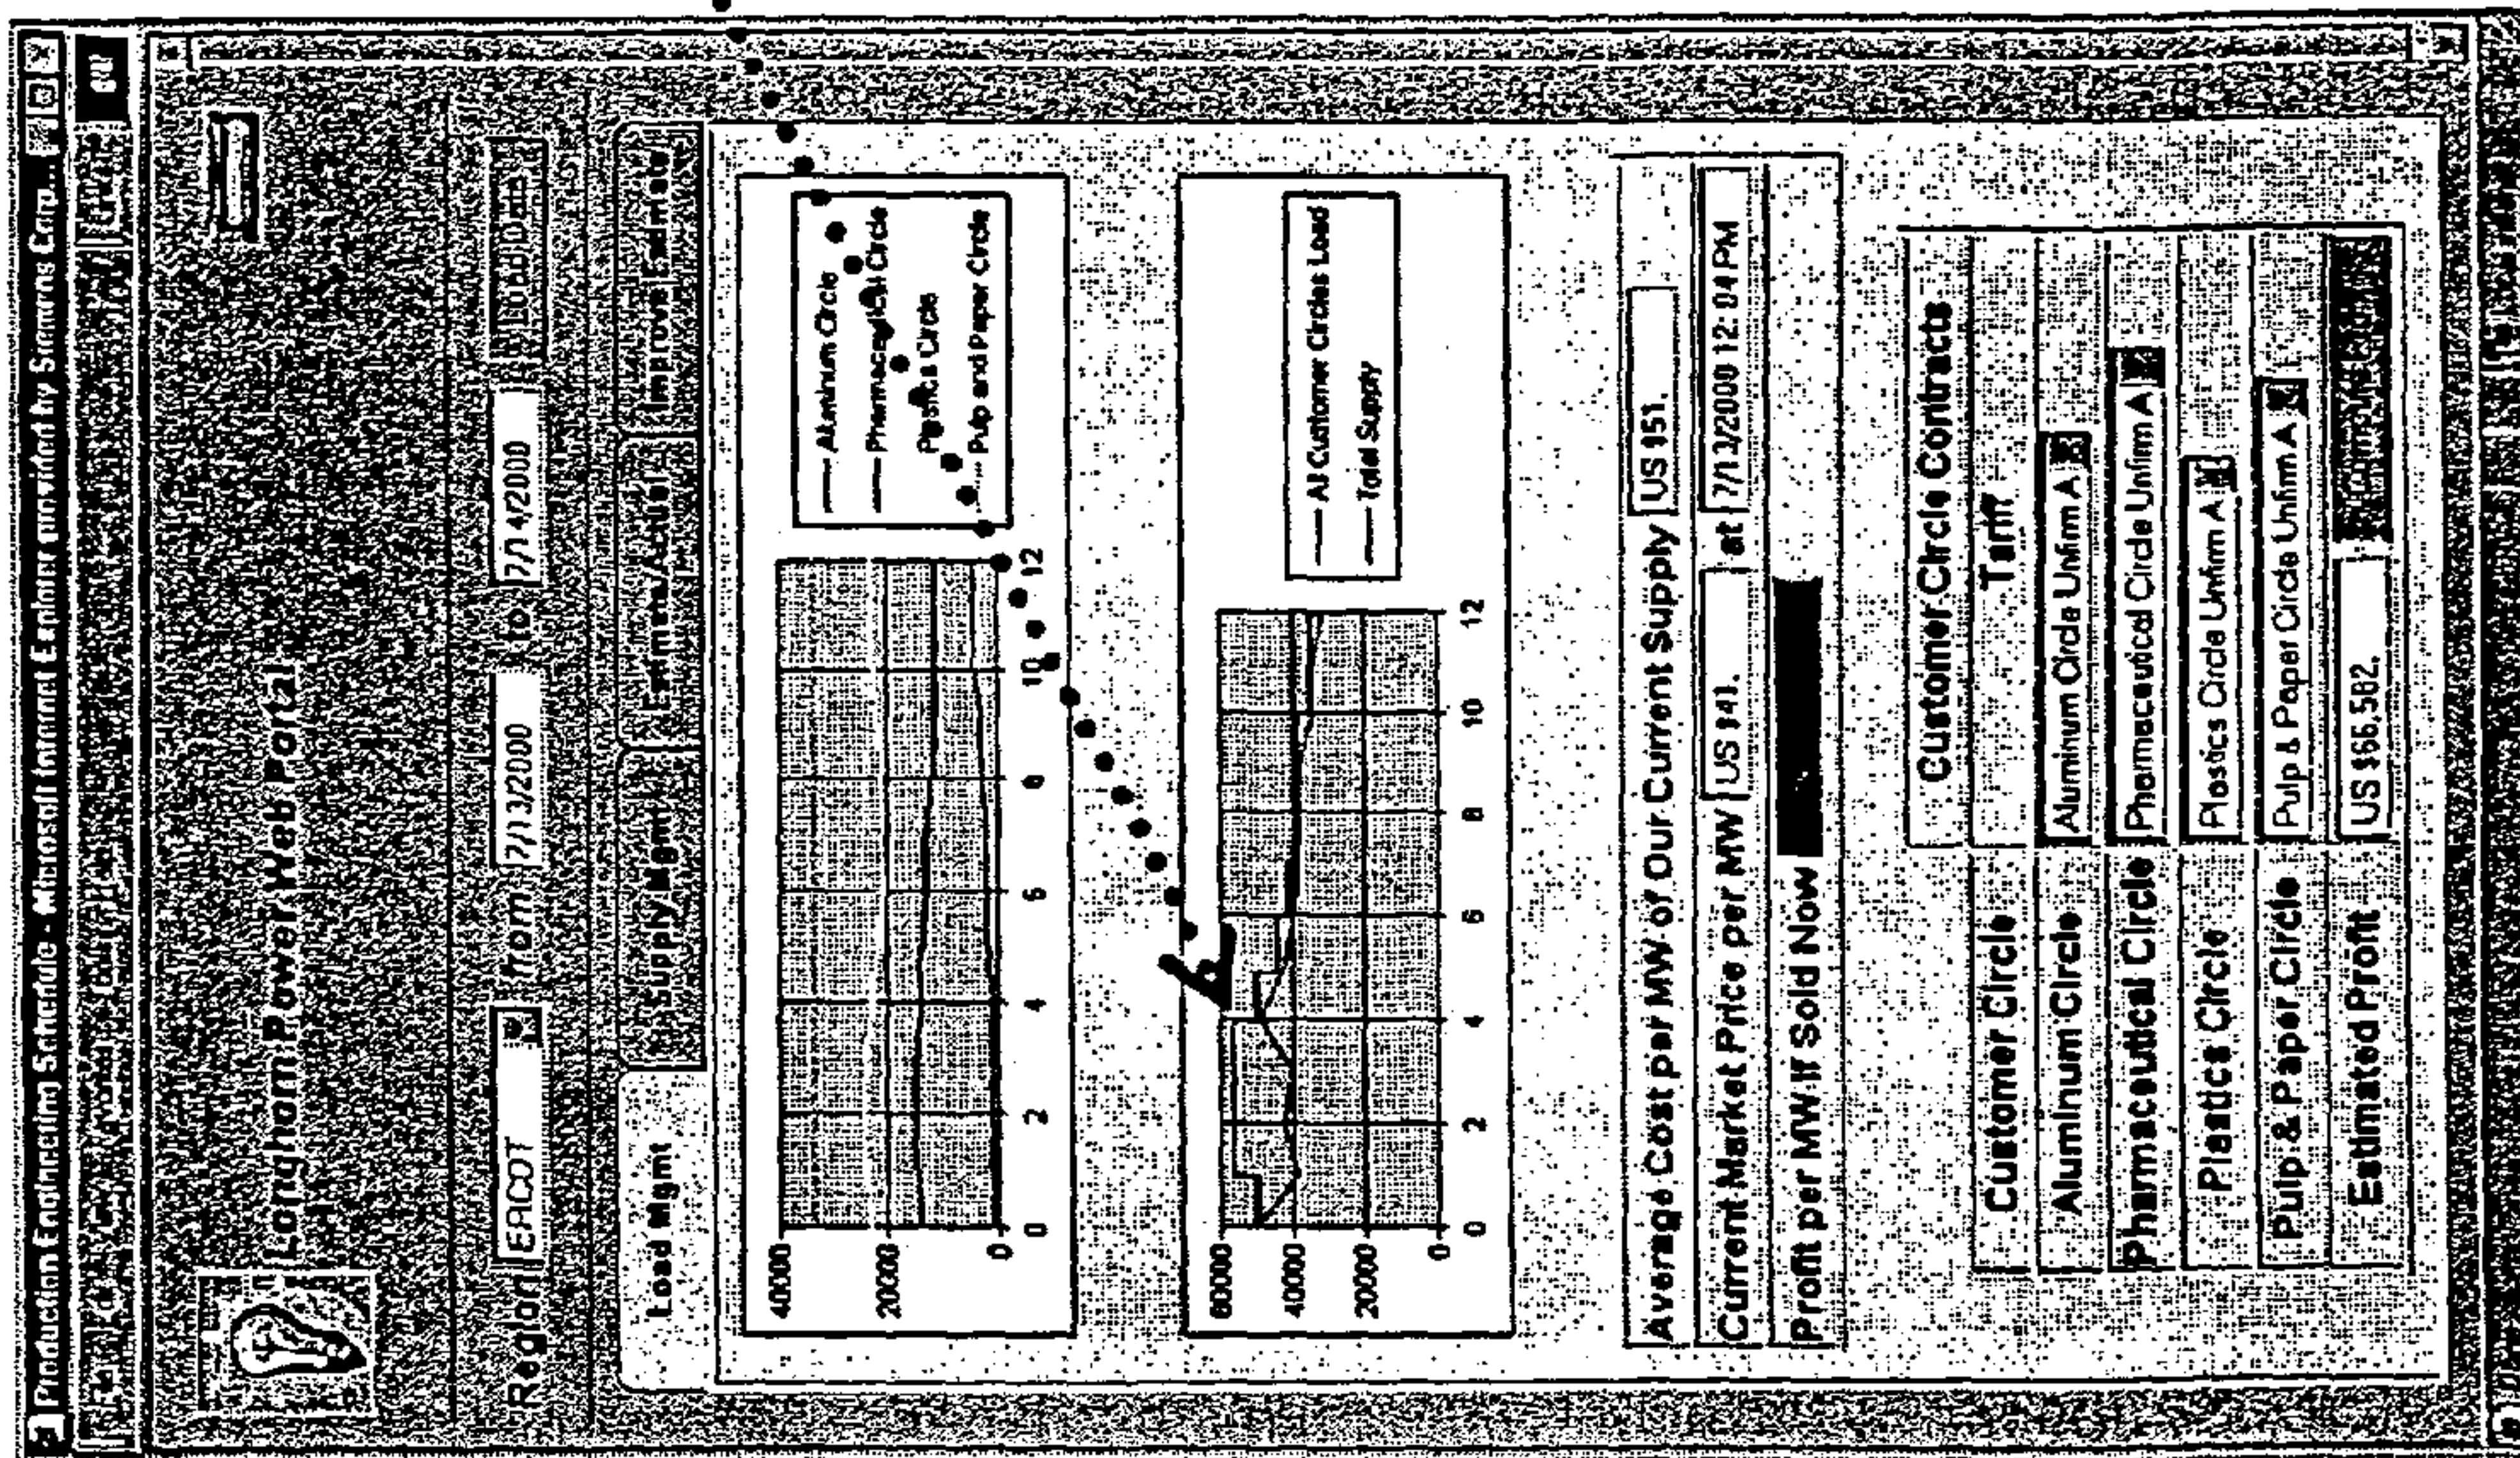 Production Engineering Schedule - Microsoft Internet Explorer provided by
Longhorn Power Web Portal
Region ERCOT from 7/13/2000 to 7/14/2000 Load Data
Load Mgmt Supply Mgmt Estimate/Actual Improve Estimate
40000
20000
0
0 2 4 6 8 10 12
Aluminum Circle
Pharmaceutical Circle
Plastics Circle
Pulp and Paper Circle
60000
40000
20000
0
0 2 4 6 8 10 12
All Customer Circles Load
Total Supply
Average Cost per MW of Our Current Supply US $51.
Current Market Price per MW US $41. at 7/13/2000 12:04 PM
Profit per MW If Sold Now
Customer Circle Contracts
Customer Circle Tariff
Aluminum Circle Aluminum Circle Unfirm A
Pharmaceutical Circle Pharmaceutical Circle Unfirm A
Plastics Circle Plastics Circle Unfirm A
Pulp & Paper Circle Pulp & Paper Circle Unfirm A
Estimated Profit US $66,582.